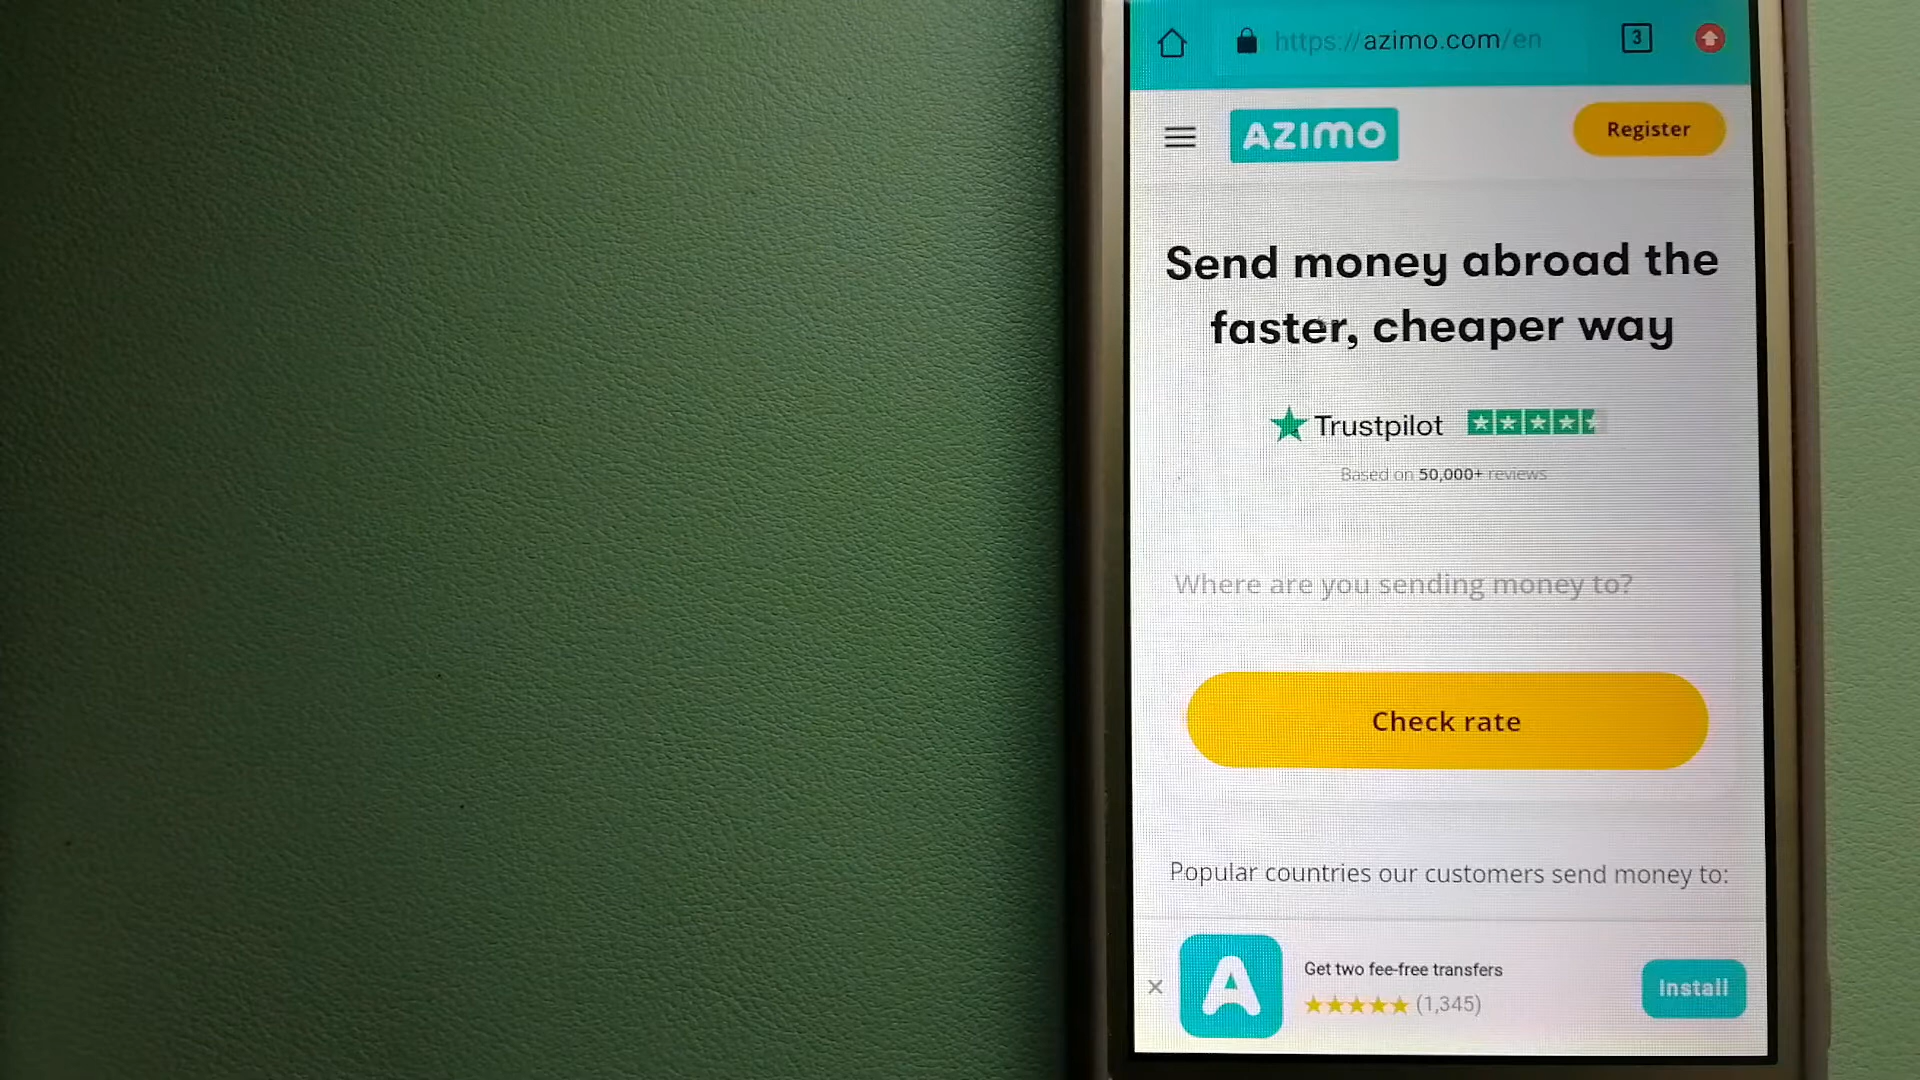 https://azimo.com/en
3
AZIMO
Register
Send money abroad the
faster, cheaper way
Trustpilot
Based on 50,000+ reviews
Where are you sending money to?
Check rate
Popular countries our customers send money to:
× A
Get two fee-free transfers
(1,345)
Install